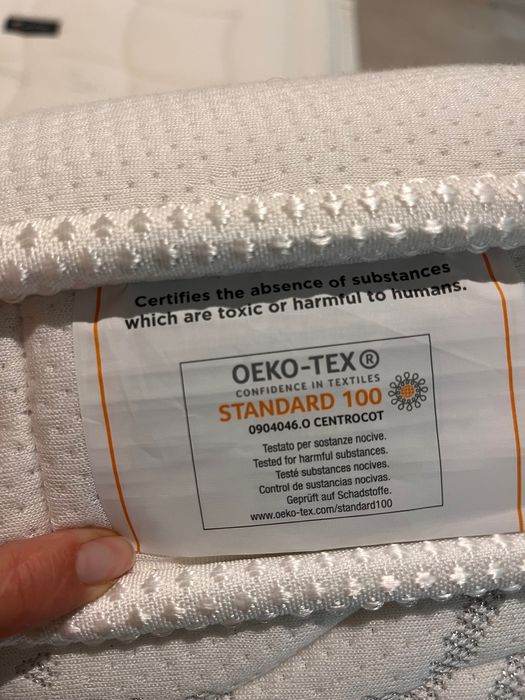 Certifies the absence of substances
which are toxic or harmful to humans.
OEKO-TEX®
CONFIDENCE IN TEXTILES
STANDARD 100
0904046.O CENTROCOT
Testato per sostanze nocive.
Tested for harmful substances.
Testé substances nocives.
Control de sustancias nocivas.
Geprüft auf Schadstoffe.
www.oeko-tex.com/standard100